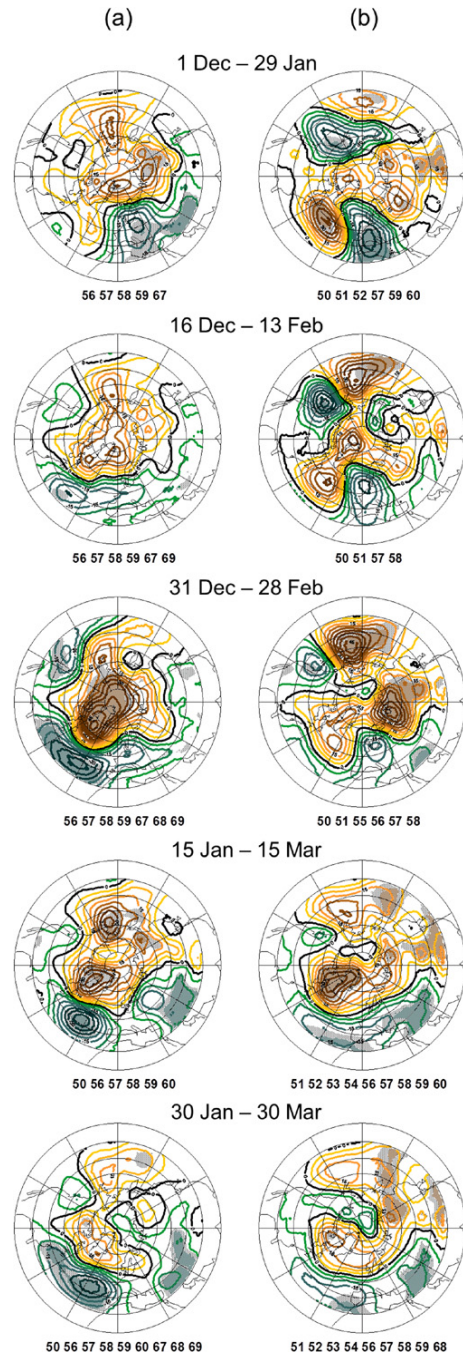 (a) (b)
1 Dec – 29 Jan
56 57 58 59 67 50 51 52 57 59 60
16 Dec – 13 Feb
56 57 58 59 67 69 50 51 57 58
31 Dec – 28 Feb
56 57 58 59 67 68 69 50 51 55 56 57 58
15 Jan – 15 Mar
50 56 57 58 59 60 51 52 53 54 56 57 58 59 60
30 Jan – 30 Mar
50 56 57 58 59 60 67 68 69 51 52 53 54 56 57 58 59 68